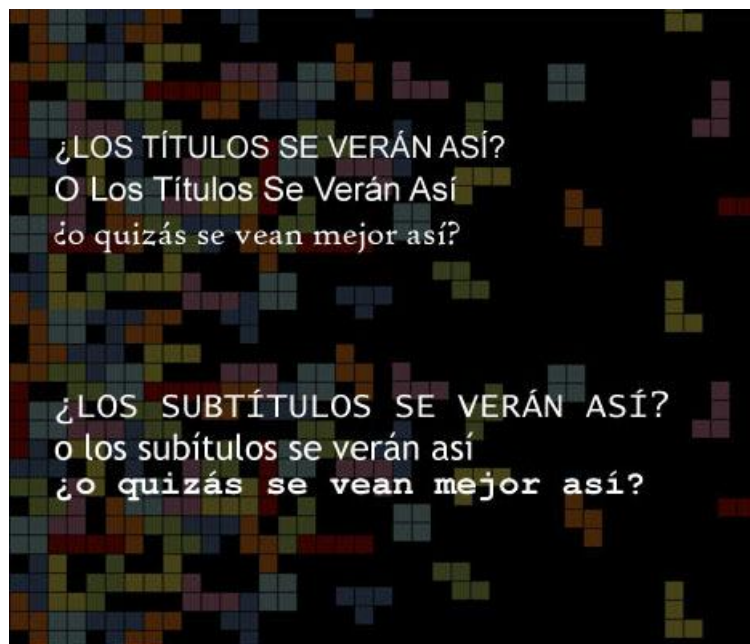 ¿LOS TÍTULOS SE VERÁN ASÍ?
O Los Títulos Se Verán Así
¿o quizás se vean mejor así?
¿LOS SUBTÍTULOS SE VERÁN ASÍ?
o los subítulos se verán así
¿o quizás se vean mejor así?